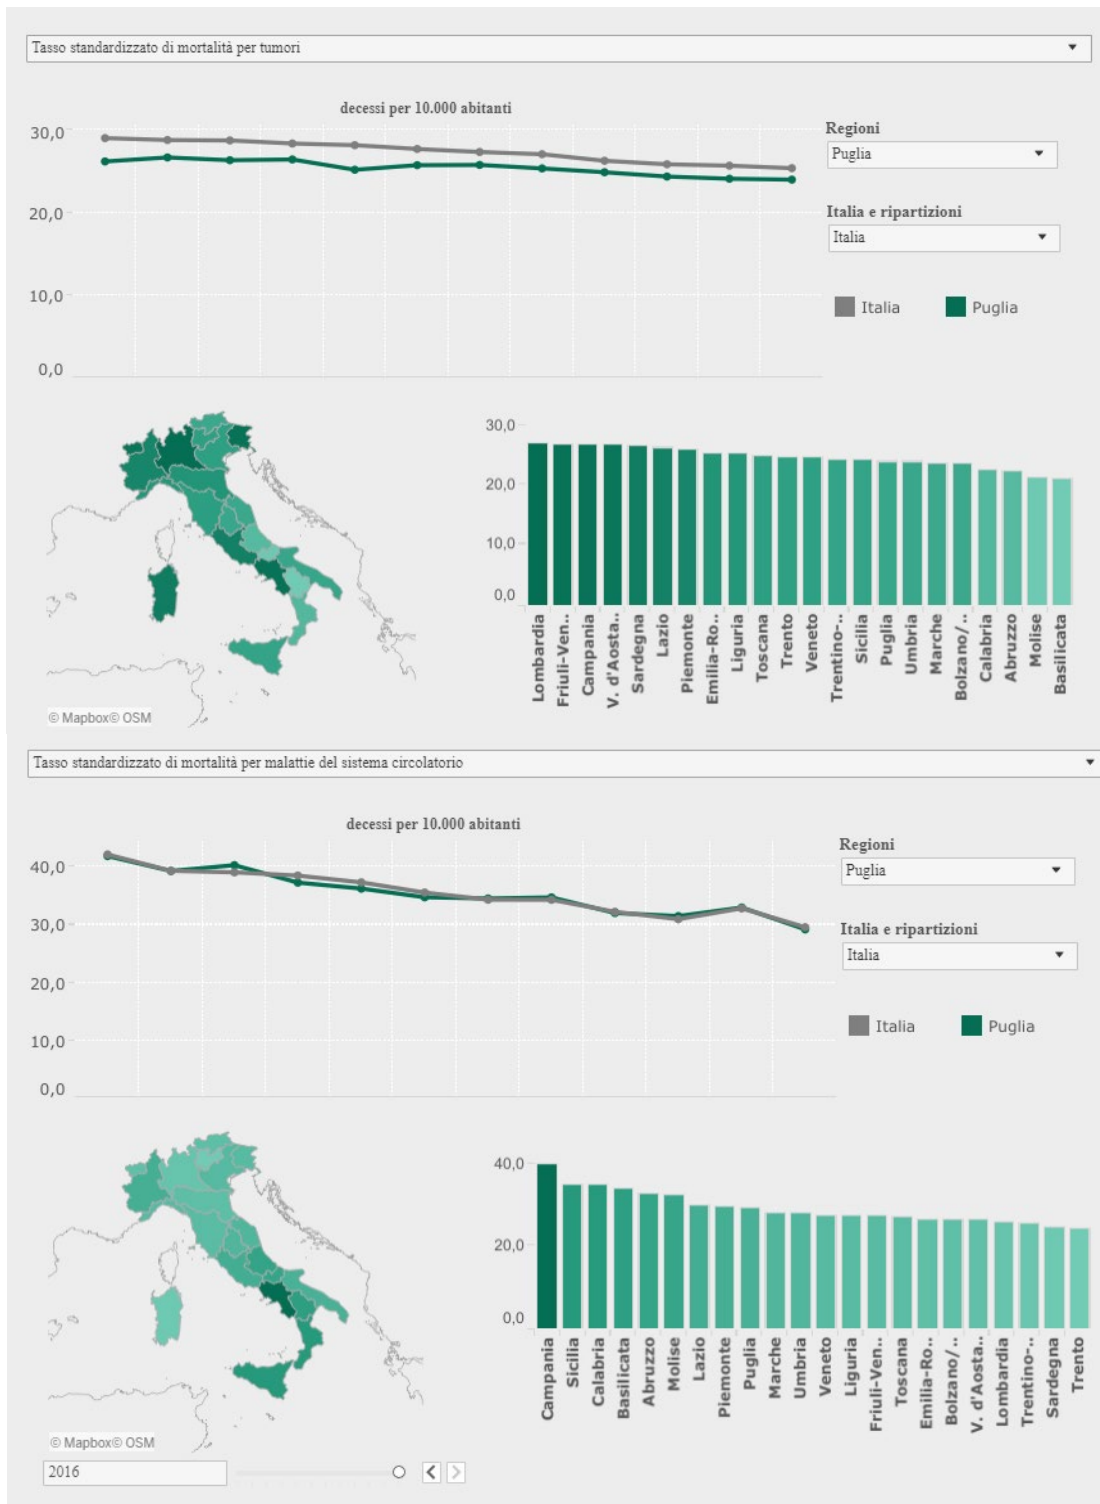 Tasso standardizzato di mortalità per tumori
decessi per 10.000 abitanti
30,0
20,0
10,0
0,0
Regioni
Puglia
Italia e ripartizioni
Italia
Italia
Puglia
© Mapbox© OSM
30,0
20,0
10,0
0,0
Lombardia
Friuli-Ven..
Campania
V. d'Aosta..
Sardegna
Lazio
Piemonte
Emilia-Ro..
Liguria
Toscana
Trento
Veneto
Trentino-..
Sicilia
Puglia
Umbria
Marche
Bolzano/..
Calabria
Abruzzo
Molise
Basilicata
Tasso standardizzato di mortalità per malattie del sistema circolatorio
decessi per 10.000 abitanti
40,0
30,0
20,0
10,0
0,0
Regioni
Puglia
Italia e ripartizioni
Italia
Italia
Puglia
© Mapbox© OSM
40,0
20,0
0,0
Campania
Sicilia
Calabria
Basilicata
Abruzzo
Molise
Lazio
Piemonte
Puglia
Marche
Umbria
Veneto
Liguria
Friuli-Ven..
Toscana
Emilia-Ro..
Bolzano/..
V. d'Aosta..
Lombardia
Trentino-..
Sardegna
Trento
2016